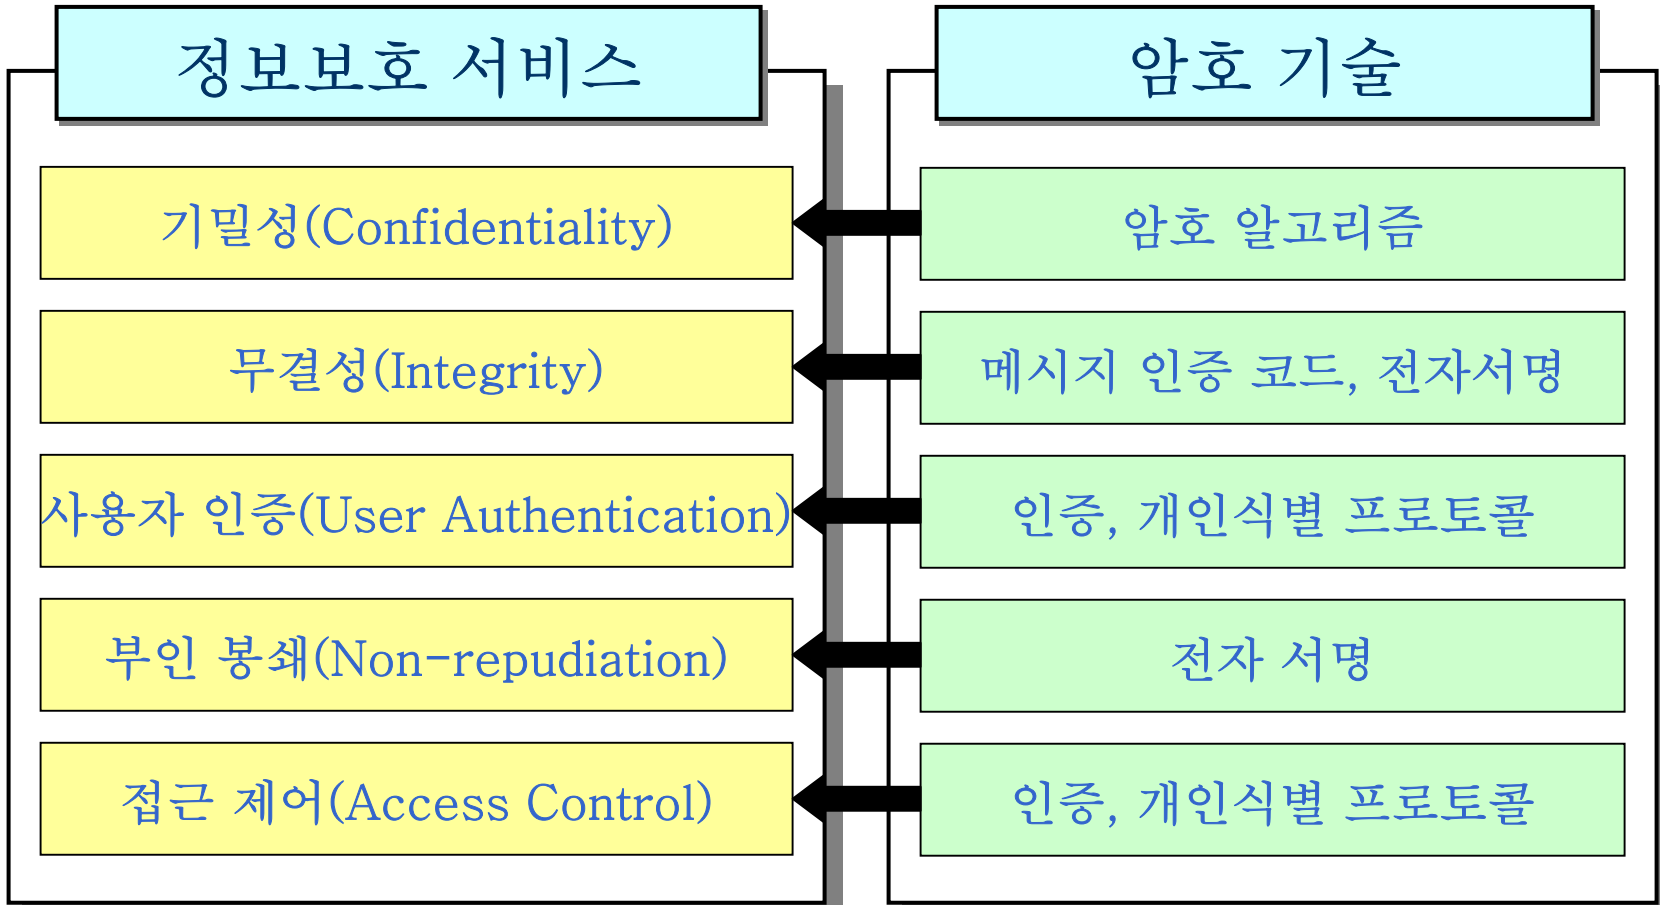 정보보호 서비스
암호 기술
기밀성(Confidentiality)
암호 알고리즘
무결성(Integrity)
메시지 인증 코드, 전자서명
사용자 인증(User Authentication)
인증, 개인식별 프로토콜
부인 봉쇄(Non-repudiation)
전자 서명
접근 제어(Access Control)
인증, 개인식별 프로토콜